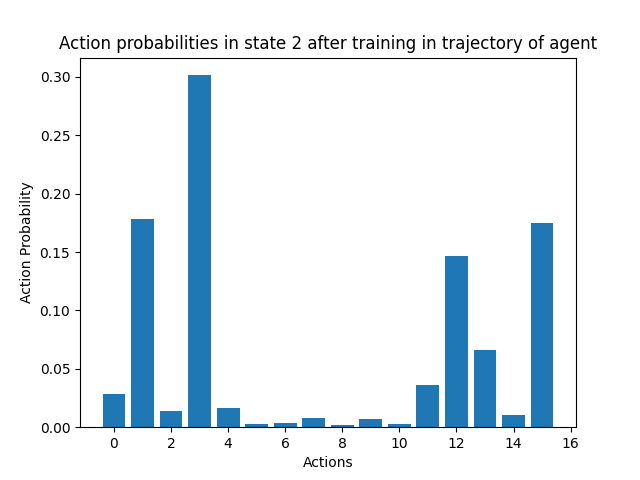 Action probabilities in state 2 after training in trajectory of agent
0.30
0.25
0.20
0.15
0.10
0.05
0.00
Action Probability
0 2 4 6 8 10 12 14 16
Actions